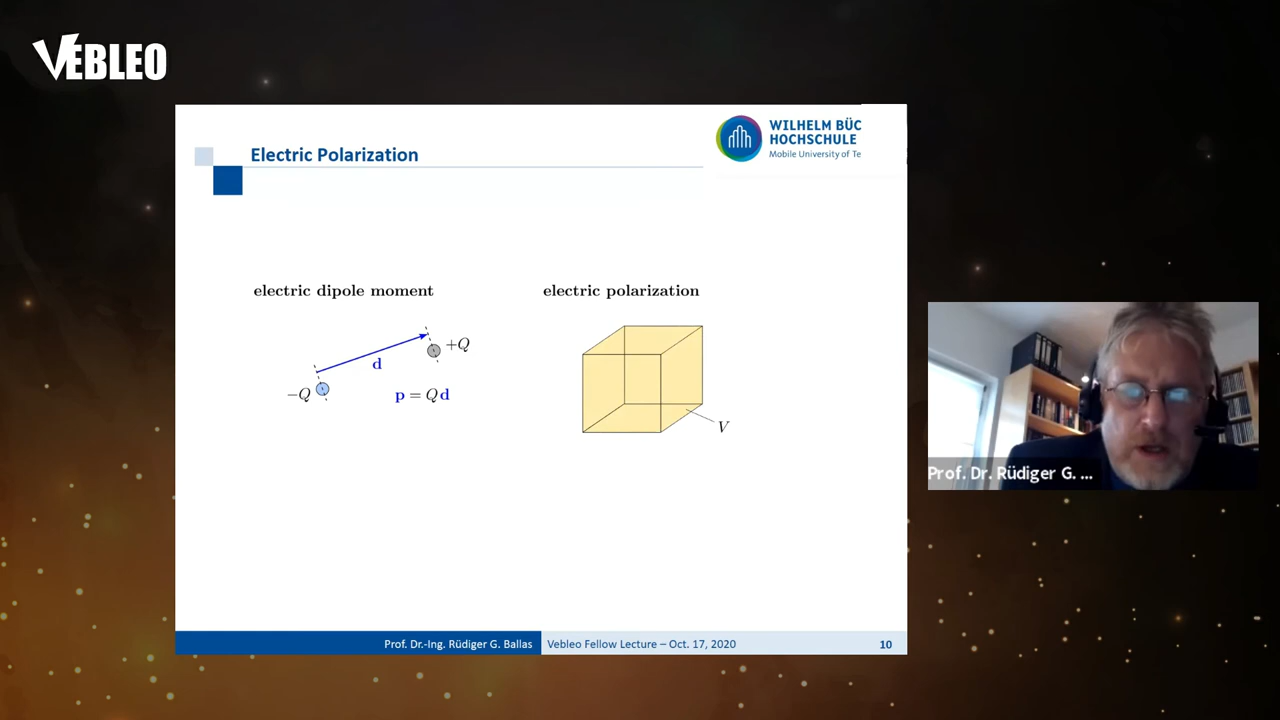 VEBLEO
WILHELM BÜC
HOCHSCHULE
Mobile University of Te
Electric Polarization
electric dipole moment
electric polarization
+Q
d
−Q
p = Qd
V
Prof. Dr. Rüdiger G. ...
Prof. Dr.-Ing. Rüdiger G. Ballas
Vebleo Fellow Lecture – Oct. 17, 2020
10